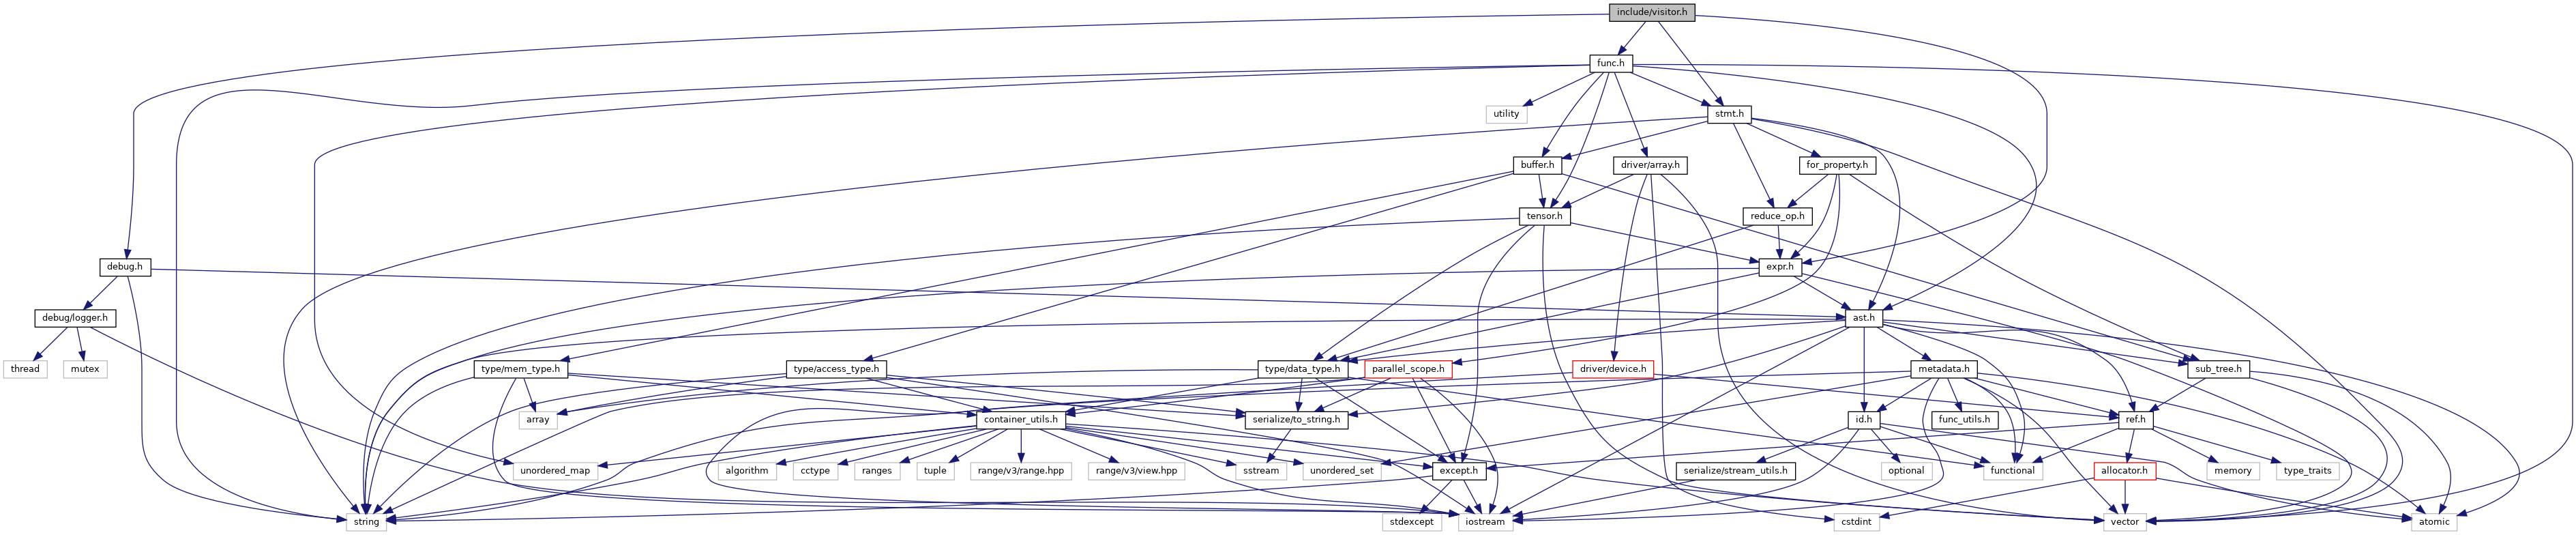 include/visitor.h
func.h
utility
stmt.h
buffer.h
driver/array.h
for_property.h
tensor.h
reduce_op.h
debug.h
expr.h
debug/logger.h
ast.h
thread
mutex
type/mem_type.h
type/access_type.h
type/data_type.h
parallel_scope.h
driver/device.h
metadata.h
sub_tree.h
array
container_utils.h
serialize/to_string.h
id.h
func_utils.h
ref.h
unordered_map
algorithm
cctype
ranges
tuple
range/v3/range.hpp
range/v3/view.hpp
sstream
unordered_set
except.h
serialize/stream_utils.h
optional
functional
allocator.h
memory
type_traits
string
stdexcept
iostream
cstdint
vector
atomic